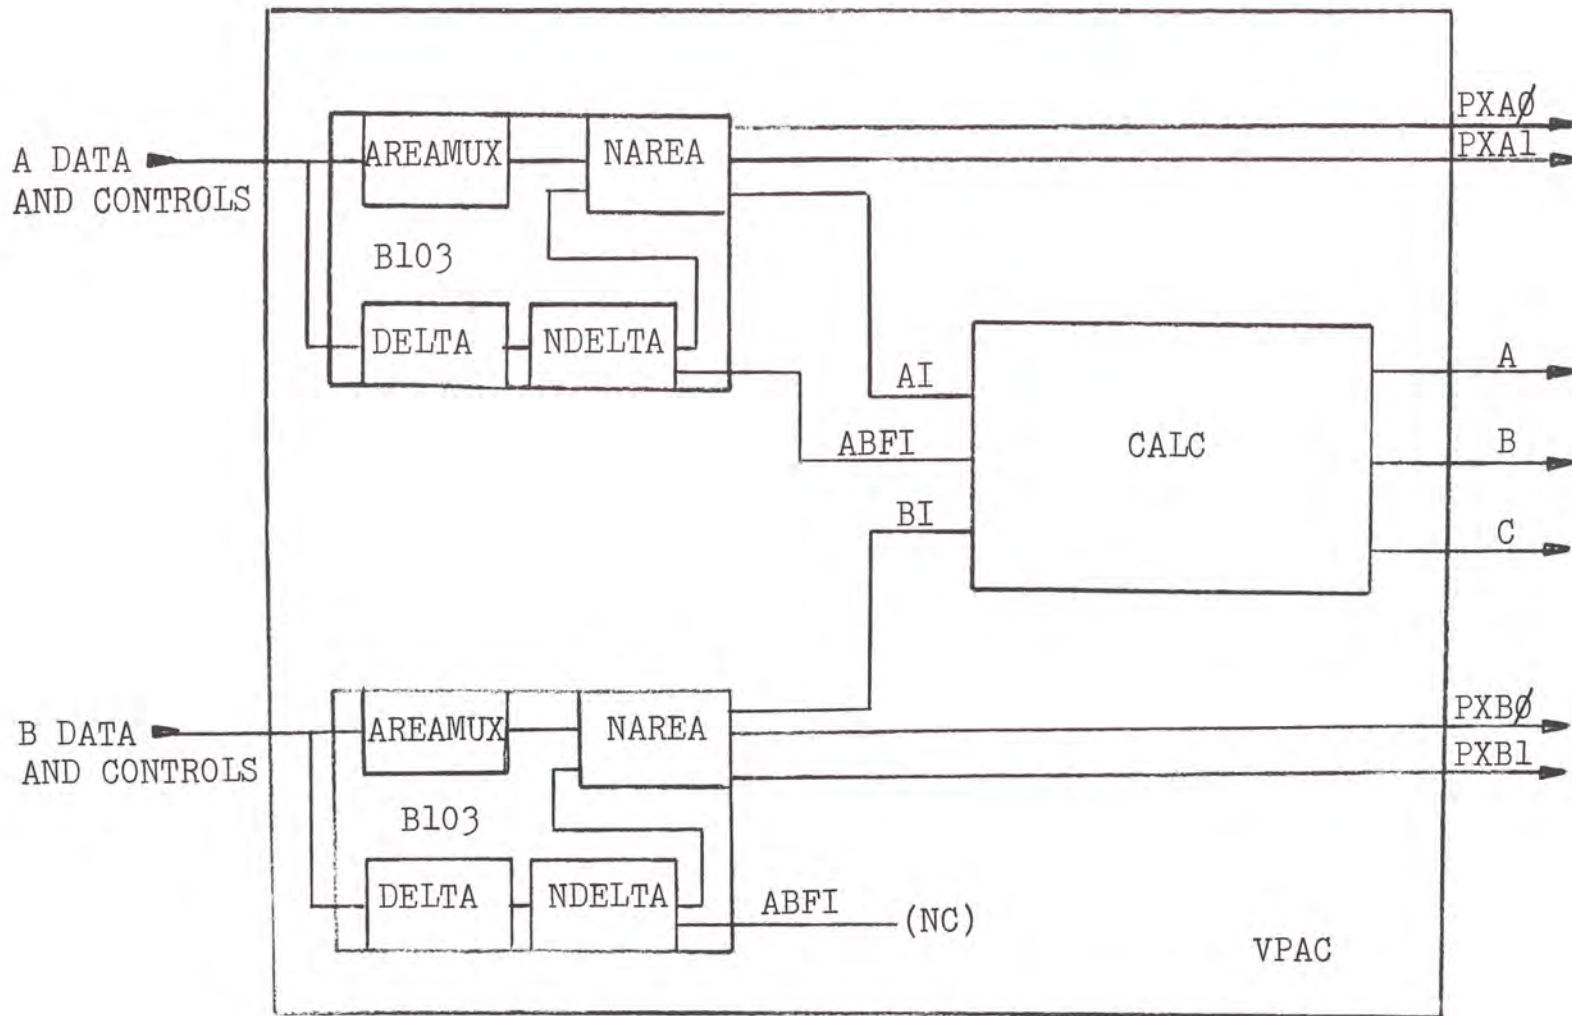 PXAØ
PXA1
A DATA
AND CONTROLS
AREAMUX
NAREA
B103
DELTA
NDELTA
AI
ABFI
BI
CALC
A
B
C
B DATA
AND CONTROLS
AREAMUX
NAREA
PXBØ
PXB1
B103
DELTA
NDELTA
ABFI
(NC)
VPAC